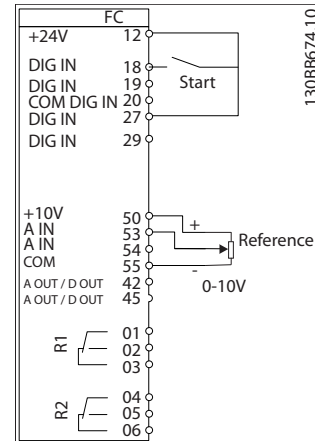 FC
+24V 12
DIG IN 18
DIG IN 19
COM DIG IN 20
DIG IN 27
DIG IN 29
Start
+10V 50
A IN 53
A IN 54
COM 55
A OUT / D OUT 42
A OUT / D OUT 45
+
-
Reference
0-10V
R1
01
02
03
R2
04
05
06
130BB674.10